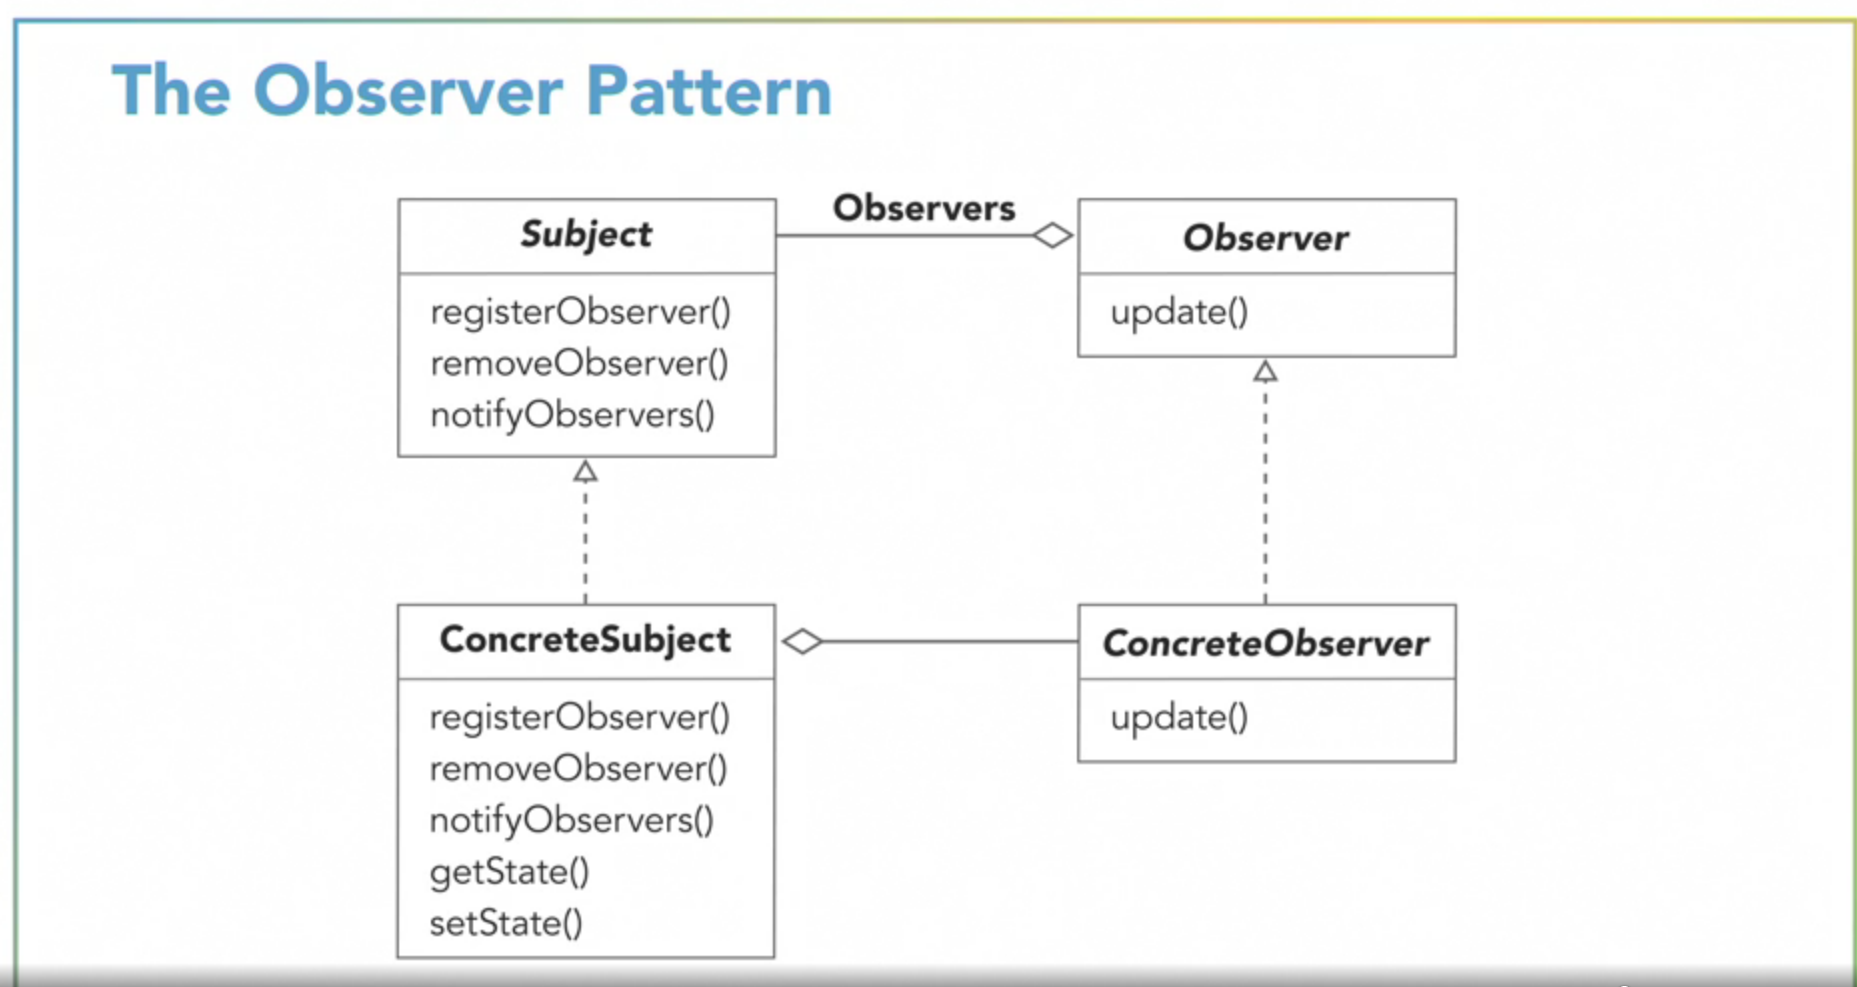 The Observer Pattern
Subject
registerObserver()
removeObserver()
notifyObservers()
Observers
Observer
update()
ConcreteSubject
registerObserver()
removeObserver()
notifyObservers()
getState()
setState()
ConcreteObserver
update()